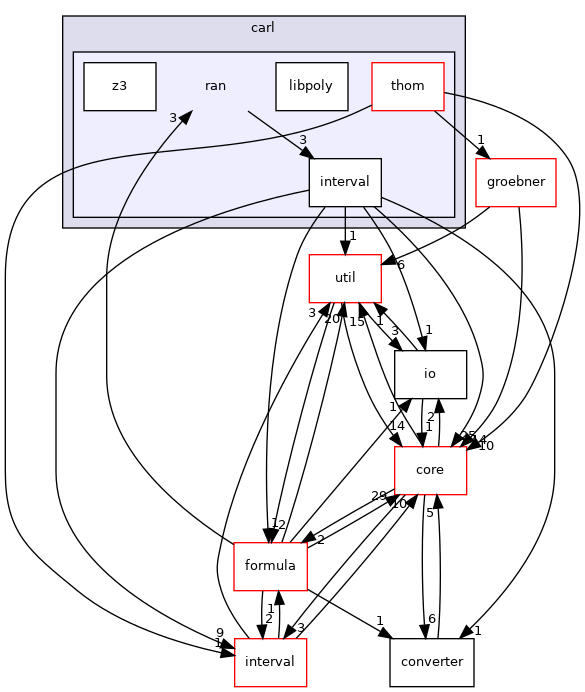 carl
z3 ran libpoly thom
3 3 1
interval groebner
1 6
util
3 20 15 1 3 1
io
1 2 1
14 25 14 10
core
29 10 5
1 12 2
formula
1 2 3 1 6 1
9
1
interval converter